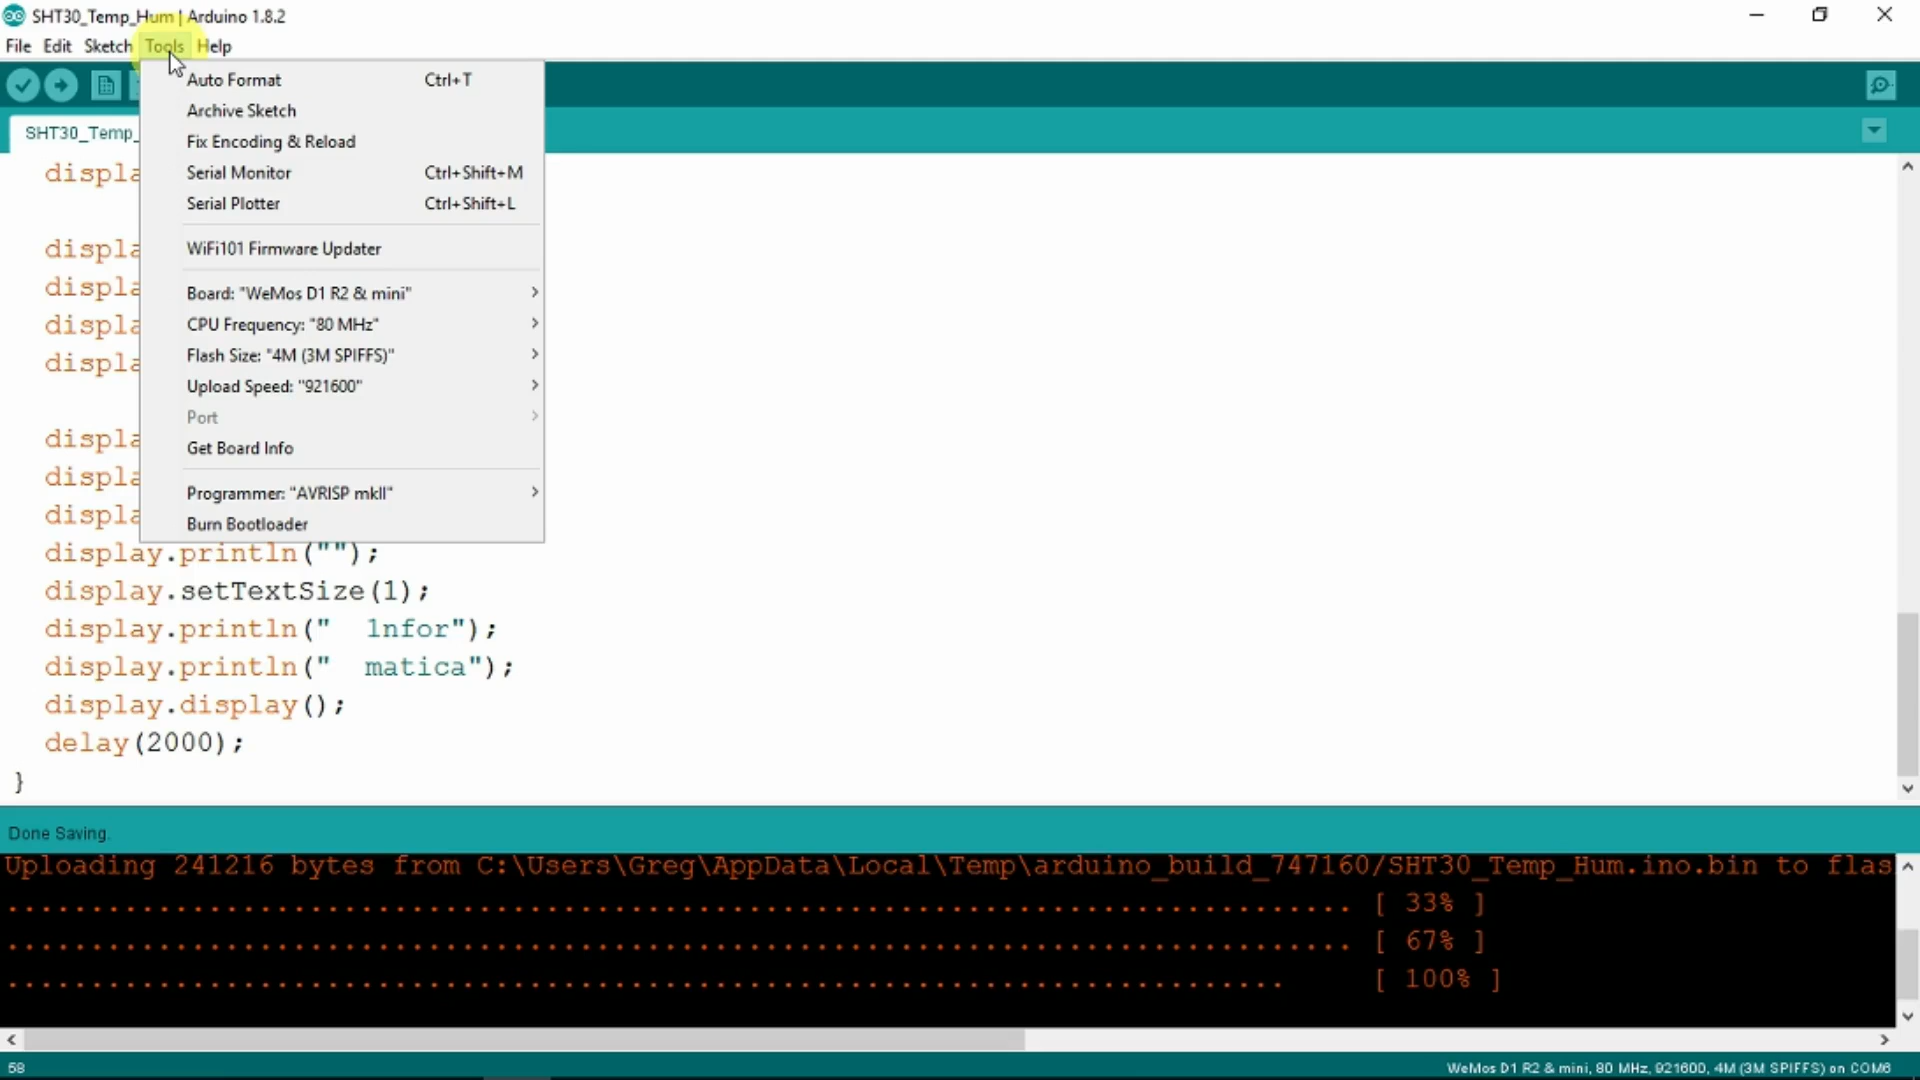 SHT30_Temp_Hum | Arduino 1.8.2
File Edit Sketch Tools Help
Auto Format Ctrl+T
Archive Sketch
Fix Encoding & Reload
Serial Monitor Ctrl+Shift+M
Serial Plotter Ctrl+Shift+L
WiFi101 Firmware Updater
Board: "WeMos D1 R2 & mini"
CPU Frequency: "80 MHz"
Flash Size: "4M (3M SPIFFS)"
Upload Speed: "921600"
Port
Get Board Info
Programmer: "AVRISP mkII"
Burn Bootloader
SHT30_Temp_
displa
displa
displa
displa
displa
displa
displa
displa
display.println("");
display.setTextSize(1);
display.println("  1nfor");
display.println("  matica");
display.display();
delay(2000);
}
Done Saving.
Uploading 241216 bytes from C:\Users\Greg\AppData\Local\Temp\arduino_build_747160/SHT30_Temp_Hum.ino.bin to flas
................................................................................ [ 33% ]
................................................................................ [ 67% ]
............................................................................ [ 100% ]
58
WeMos D1 R2 & mini, 80 MHz, 921600, 4M (3M SPIFFS) on COM6